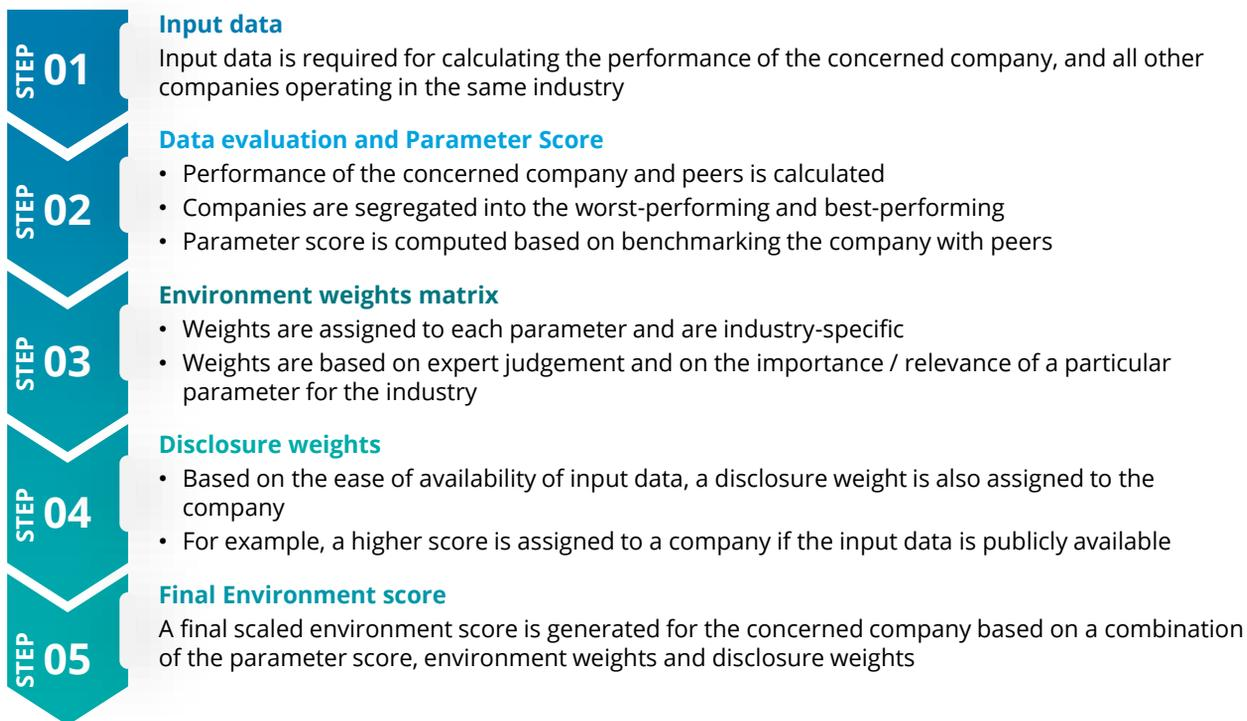 STEP 01
Input data
Input data is required for calculating the performance of the concerned company, and all other
companies operating in the same industry
STEP 02
Data evaluation and Parameter Score
• Performance of the concerned company and peers is calculated
• Companies are segregated into the worst-performing and best-performing
• Parameter score is computed based on benchmarking the company with peers
STEP 03
Environment weights matrix
• Weights are assigned to each parameter and are industry-specific
• Weights are based on expert judgement and on the importance / relevance of a particular
parameter for the industry
STEP 04
Disclosure weights
• Based on the ease of availability of input data, a disclosure weight is also assigned to the
company
• For example, a higher score is assigned to a company if the input data is publicly available
STEP 05
Final Environment score
A final scaled environment score is generated for the concerned company based on a combination
of the parameter score, environment weights and disclosure weights